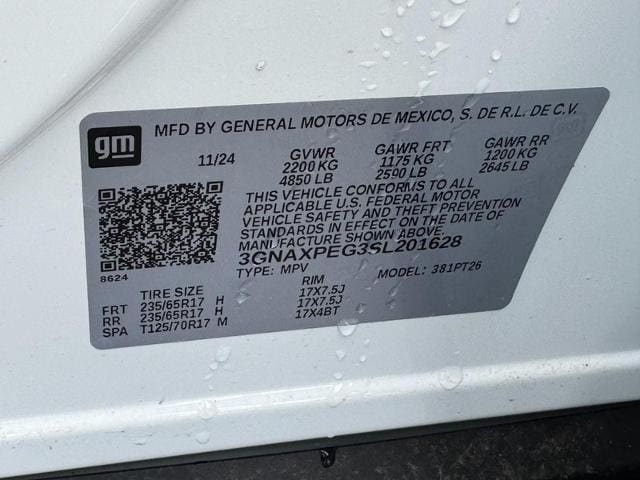 gm
MFD BY GENERAL MOTORS DE MEXICO, S. DE R.L. DE C.V.
11/24 GVWR GAWR FRT GAWR RR
2200 KG 1175 KG 1200 KG
4850 LB 2590 LB 2645 LB
THIS VEHICLE CONFORMS TO ALL
APPLICABLE U.S. FEDERAL MOTOR
VEHICLE SAFETY AND THEFT PREVENTION
STANDARDS IN EFFECT ON THE DATE OF
MANUFACTURE SHOWN ABOVE.
3GNAXPEG3SL201628
8624
TYPE: MPV MODEL: 381PT26
TIRE SIZE RIM
FRT 235/65R17 H 17X7.5J
RR 235/65R17 H 17X7.5J
SPA T125/70R17 M 17X4BT